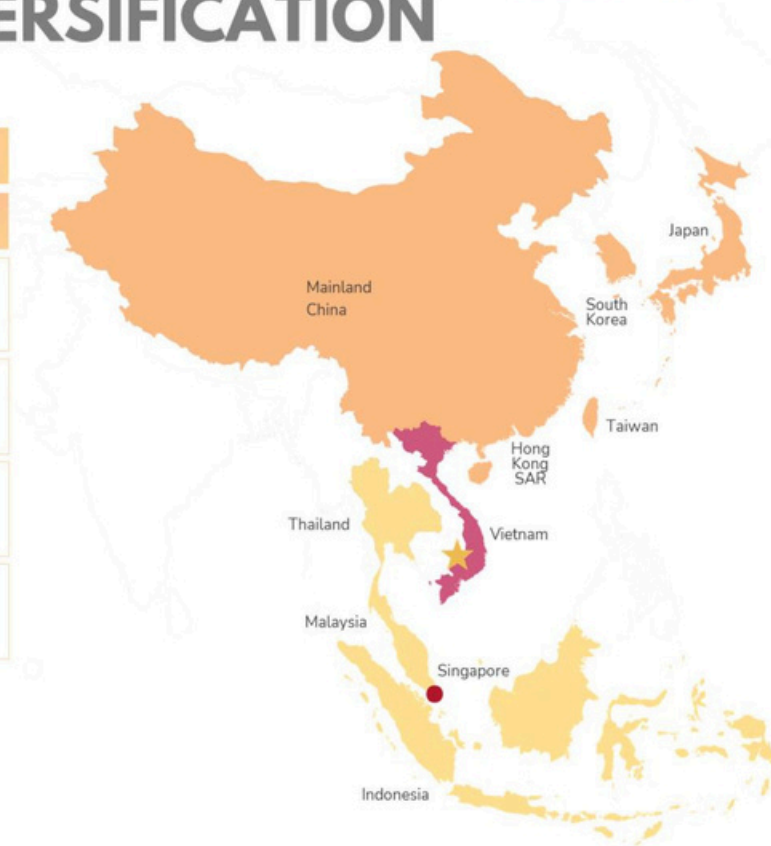 ERSIFICATION
Japan
Mainland
China
South
Korea
Taiwan
Hong
Kong
SAR
Thailand
Vietnam
Malaysia
Singapore
Indonesia